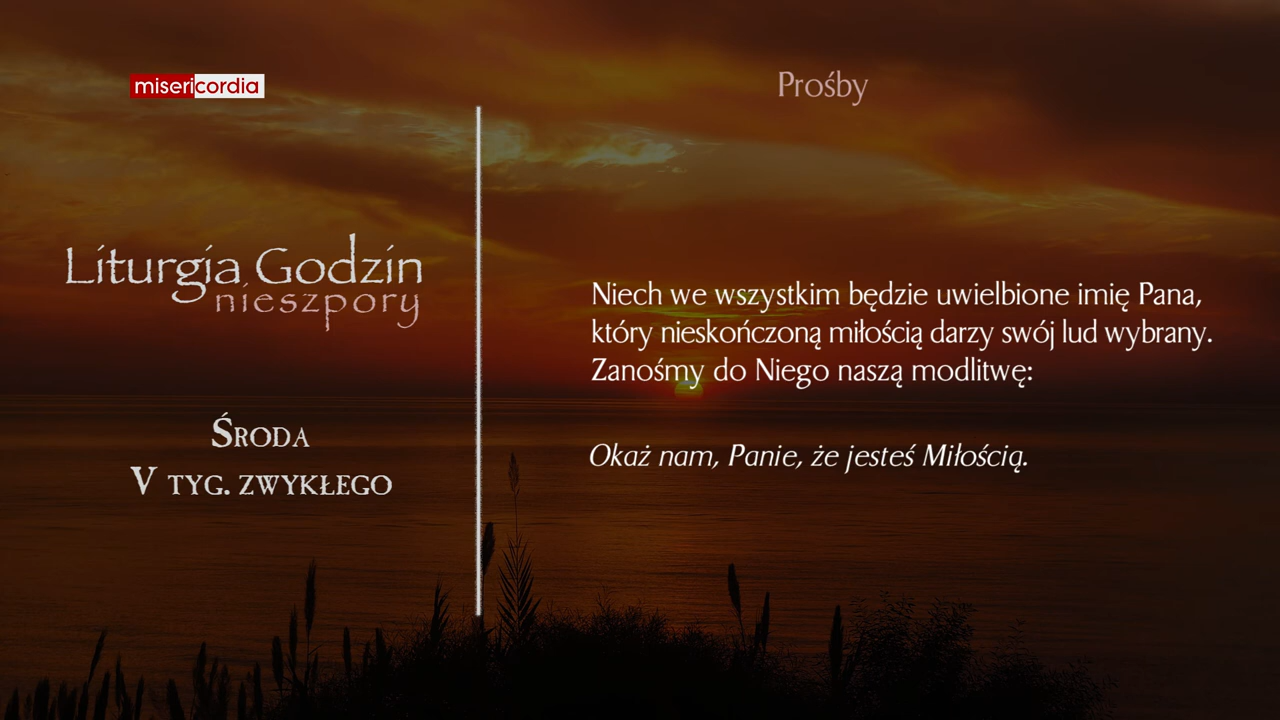 misericordia
Prośby
Liturgia Godzin
nieszpory
Środa
V tyg. zwykłego
Niech we wszystkim będzie uwielbione imię Pana,
który nieskończoną miłością darzy swój lud wybrany.
Zanośmy do Niego naszą modlitwę:
Okaż nam, Panie, że jesteś Miłością.